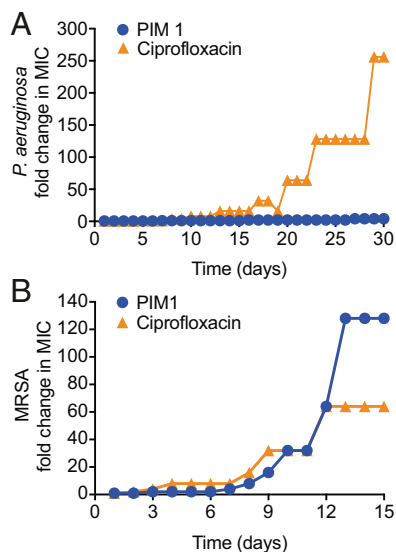 A
PIM 1
Ciprofloxacin
P. aeruginosa
fold change in MIC
300
250
200
150
100
50
0
0 5 10 15 20 25 30
Time (days)
B
PIM1
Ciprofloxacin
MRSA
fold change in MIC
140
120
100
80
60
40
20
0
0 3 6 9 12 15
Time (days)